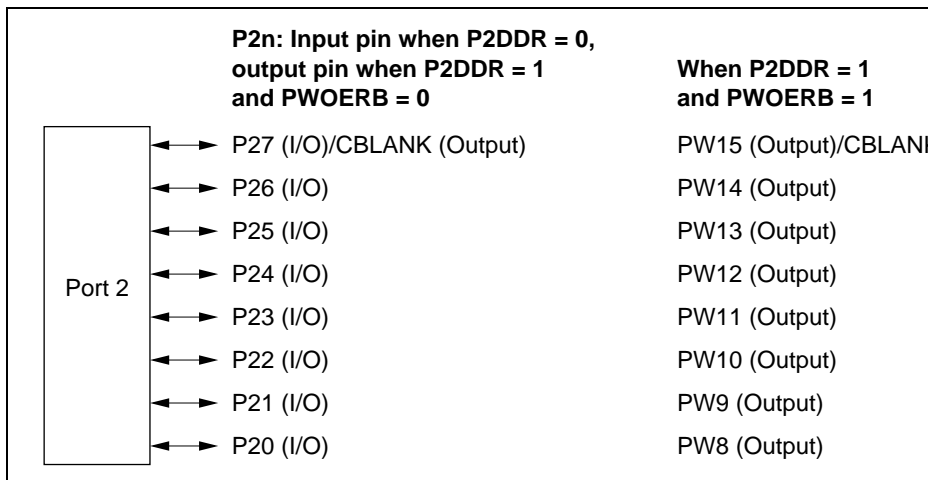 P2n: Input pin when P2DDR = 0,
output pin when P2DDR = 1
and PWOERB = 0
When P2DDR = 1
and PWOERB = 1
Port 2
P27 (I/O)/CBLANK (Output)
PW15 (Output)/CBLANK
P26 (I/O)
PW14 (Output)
P25 (I/O)
PW13 (Output)
P24 (I/O)
PW12 (Output)
P23 (I/O)
PW11 (Output)
P22 (I/O)
PW10 (Output)
P21 (I/O)
PW9 (Output)
P20 (I/O)
PW8 (Output)